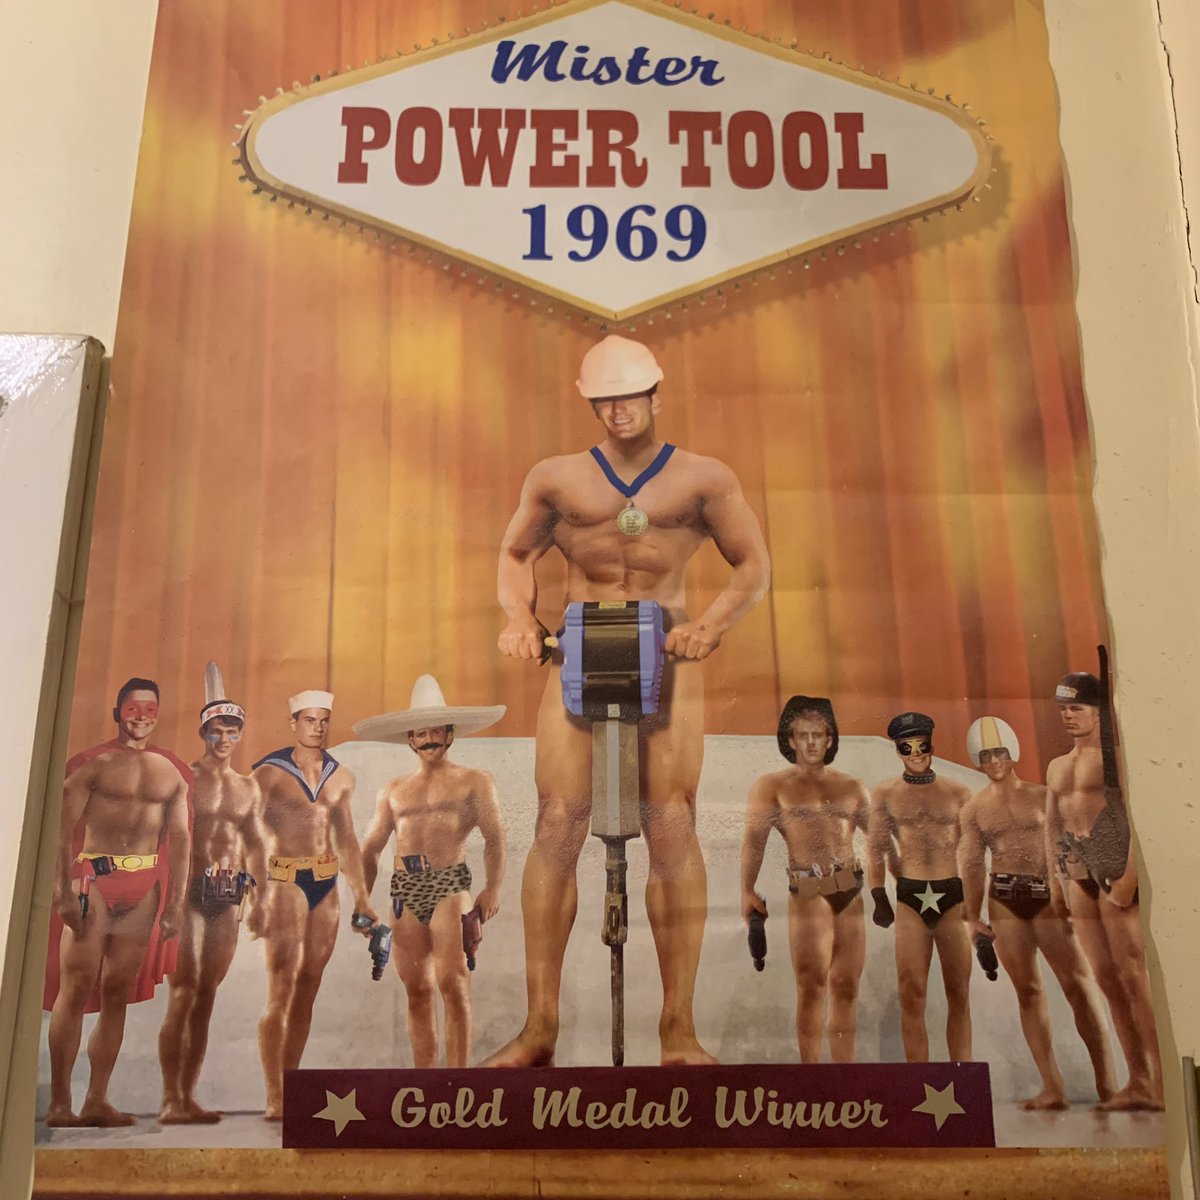 Mister
POWER TOOL
1969
Gold Medal Winner